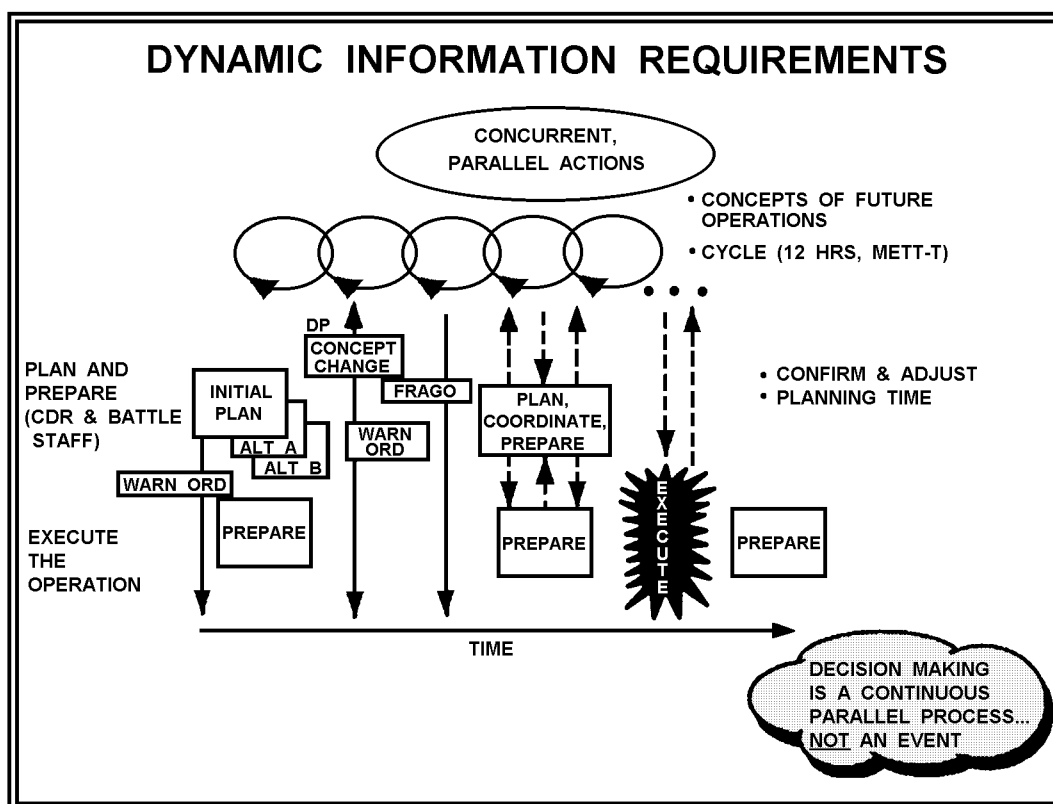 DYNAMIC INFORMATION REQUIREMENTS
CONCURRENT,
PARALLEL ACTIONS
• CONCEPTS OF FUTURE
OPERATIONS
• CYCLE (12 HRS, METT-T)
• • •
DP
CONCEPT
CHANGE
FRAGO
WARN
ORD
PLAN AND
PREPARE
(CDR & BATTLE
STAFF)
INITIAL
PLAN
ALT A
ALT B
WARN ORD
PREPARE
PLAN,
COORDINATE,
PREPARE
PREPARE
• CONFIRM & ADJUST
• PLANNING TIME
EXECUTE
PREPARE
EXECUTE
THE
OPERATION
TIME
DECISION MAKING
IS A CONTINUOUS
PARALLEL PROCESS...
NOT AN EVENT